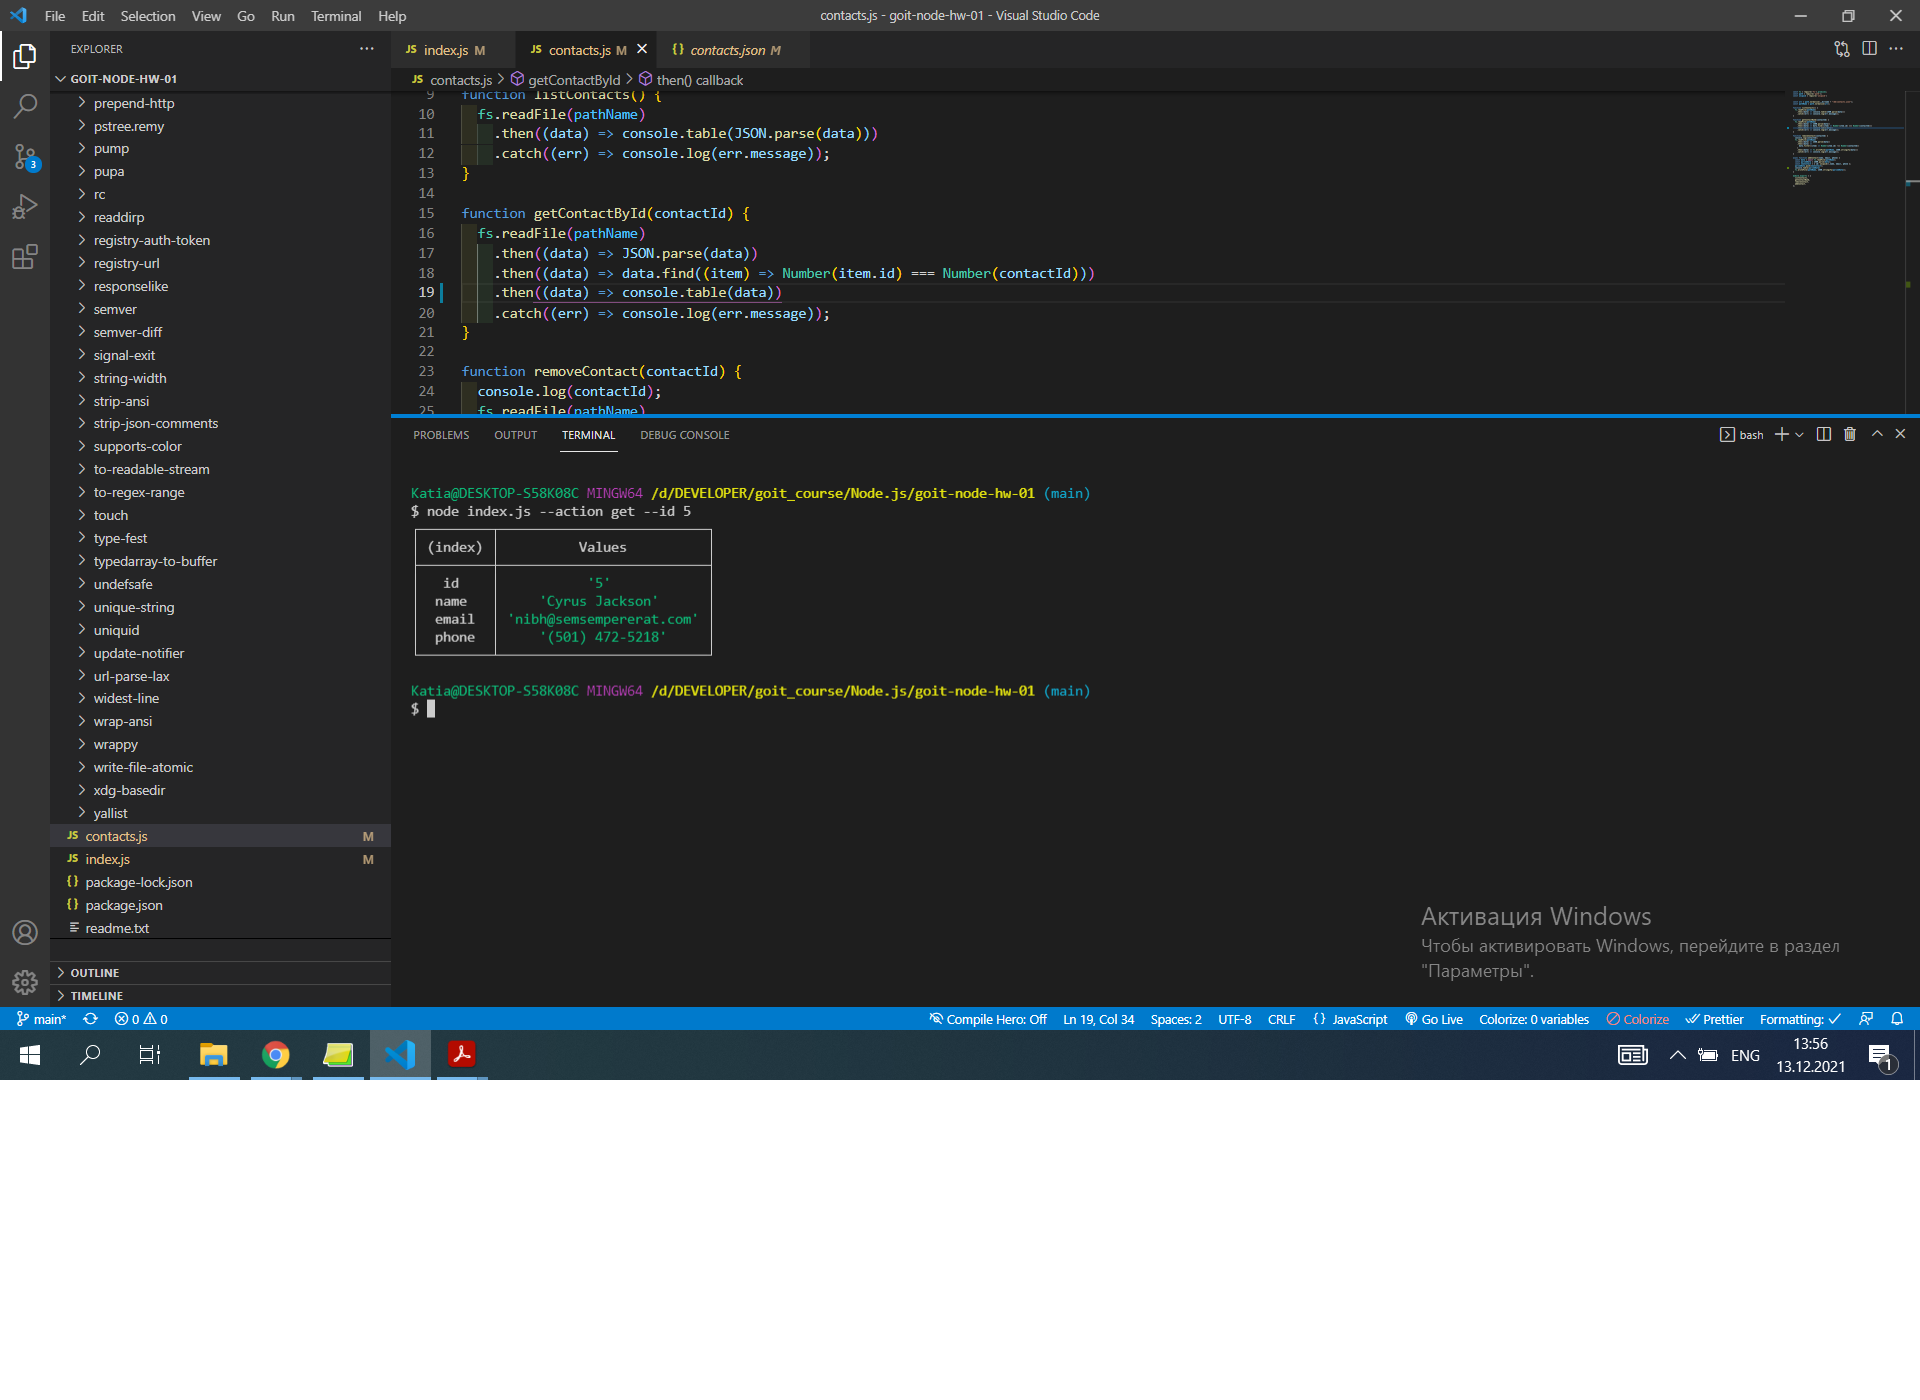 File Edit Selection View Go Run Terminal Help
contacts.js - goit-node-hw-01 - Visual Studio Code
EXPLORER
GOIT-NODE-HW-01
prepend-http
pstree.remy
pump
pupa
rc
readdirp
registry-auth-token
registry-url
responselike
semver
semver-diff
signal-exit
string-width
strip-ansi
strip-json-comments
supports-color
to-readable-stream
to-regex-range
touch
type-fest
typedarray-to-buffer
undefsafe
unique-string
uniquid
update-notifier
url-parse-lax
widest-line
wrap-ansi
wrappy
write-file-atomic
xdg-basedir
yallist
JS contacts.js M
JS index.js M
{} package-lock.json
{} package.json
readme.txt
OUTLINE
TIMELINE
3
JS index.js M JS contacts.js M {} contacts.json M
JS contacts.js > getContactById > then() callback
9 function listContacts() {
10 fs.readFile(pathName)
11 .then((data) => console.table(JSON.parse(data)))
12 .catch((err) => console.log(err.message));
13 }
14
15 function getContactById(contactId) {
16 fs.readFile(pathName)
17 .then((data) => JSON.parse(data))
18 .then((data) => data.find((item) => Number(item.id) === Number(contactId)))
19 .then((data) => console.table(data))
20 .catch((err) => console.log(err.message));
21 }
22
23 function removeContact(contactId) {
24 console.log(contactId);
25 fs.readFile(pathName)
PROBLEMS OUTPUT TERMINAL DEBUG CONSOLE
bash
Katia@DESKTOP-S58K08C MINGW64 /d/DEVELOPER/goit_course/Node.js/goit-node-hw-01 (main)
$ node index.js --action get --id 5
(index) Values
id '5'
name 'Cyrus Jackson'
email 'nibh@semsempererat.com'
phone '(501) 472-5218'
Katia@DESKTOP-S58K08C MINGW64 /d/DEVELOPER/goit_course/Node.js/goit-node-hw-01 (main)
$
Активация Windows
Чтобы активировать Windows, перейдите в раздел
"Параметры".
main* 0 0 Compile Hero: Off Ln 19, Col 34 Spaces: 2 UTF-8 CRLF {} JavaScript Go Live Colorize: 0 variables Colorize Prettier Formatting: ✓
ENG
13:56
13.12.2021
1